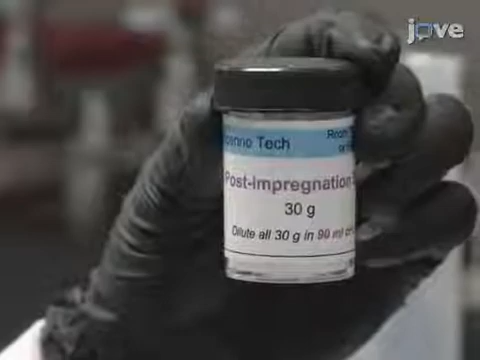 jove
Tech
Post-Impregnation
30 g
Dilute all 30 g in 90 ml